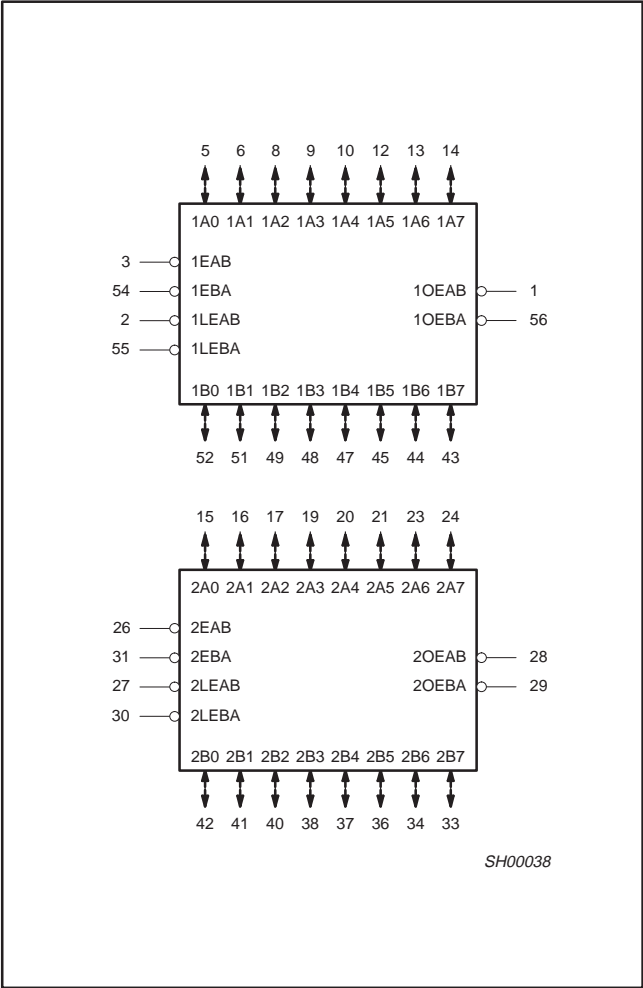 5 6 8 9 10 12 13 14
1A0 1A1 1A2 1A3 1A4 1A5 1A6 1A7
3 1EAB
54 1EBA 1OEAB 1
2 1LEAB 1OEBA 56
55 1LEBA
1B0 1B1 1B2 1B3 1B4 1B5 1B6 1B7
52 51 49 48 47 45 44 43
15 16 17 19 20 21 23 24
2A0 2A1 2A2 2A3 2A4 2A5 2A6 2A7
26 2EAB
31 2EBA 2OEAB 28
27 2LEAB 2OEBA 29
30 2LEBA
2B0 2B1 2B2 2B3 2B4 2B5 2B6 2B7
42 41 40 38 37 36 34 33
SH00038